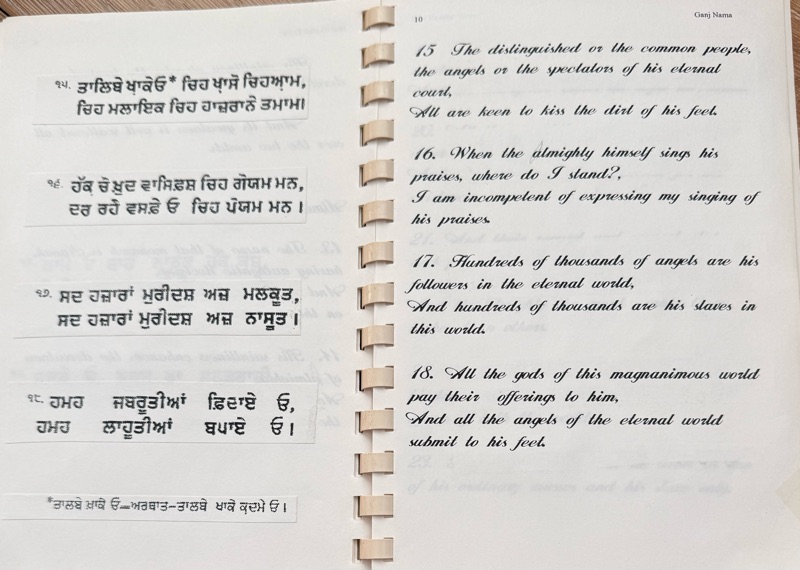 ੧੫. ਤਾਲਿਬੇ ਖ਼ਾਕੇਓ* ਚਿਹ ਖ਼ਾਸੋ ਚਿਹਆ਼ਮ,
ਚਿਹ ਮਲਾਇਕ ਚਿਹ ਹਾਜ਼ਰਾਨੇ ਤਮਾਮ।
੧੬. ਹੱਕ਼ ਚੋ ਖ਼ੁਦ ਵਾਸਿਫ਼ਸ਼ ਚਿਹ ਗੋਯਮ ਮਨ,
ਦਰ ਰਹੇ ਵਸਫ਼ੇ ਓ ਚਿਹ ਪੋਯਮ ਮਨ।
੧੭. ਸਦ ਹਜ਼ਾਰਾਂ ਮੁਰੀਦਸ਼ ਅਜ਼ ਮਲਕੂਤ,
ਸਦ ਹਜ਼ਾਰਾਂ ਮੁਰੀਦਸ਼ ਅਜ਼ ਨਾਸੂਤ।
੧੮. ਹਮਹ ਜਬਰੂਤੀਆਂ ਫ਼ਿਦਾਏ ਓ,
ਹਮਹ ਲਾਹੂਤੀਆਂ ਬਪਾਏ ਓ।
*ਤਾਲਬੇ ਖ਼ਾਕੇ ਓ—ਅਰਥਾਤ—ਤਾਲਬੇ ਖਾਕੇ ਕ਼ਦਮੇ ਓ।
10 Ganj Nama
15 The distinguished or the common people,
the angels or the spectators of his eternal
court,
All are keen to kiss the dirt of his feet.
16. When the almighty himself sings his
praises, where do I stand?,
I am incompetent of expressing my singing of
his praises.
17. Hundreds of thousands of angels are his
followers in the eternal world,
And hundreds of thousands are his slaves in
this world.
18. All the gods of this magnanimous world
pay their offerings to him,
And all the angels of the eternal world
submit to his feet.